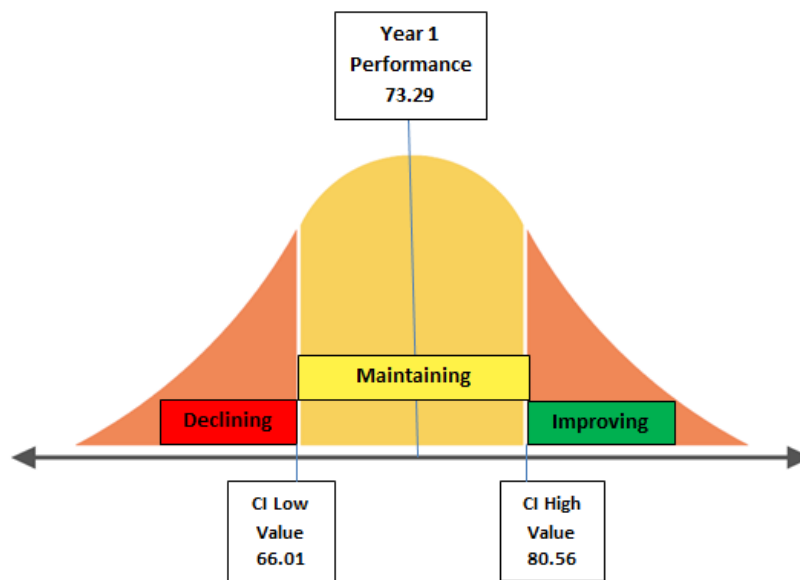 Year 1
Performance
73.29
Maintaining
Declining
Improving
CI Low
Value
66.01
CI High
Value
80.56